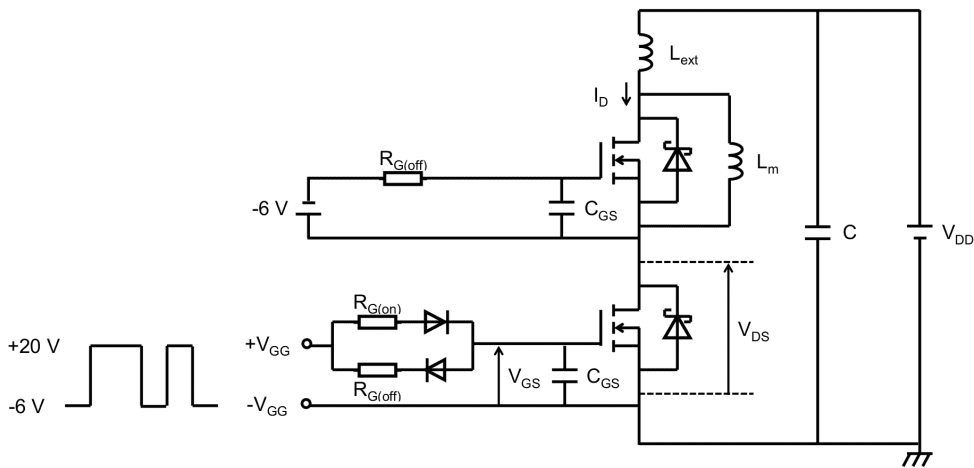 L_ext
I_D
R_G(off)
L_m
-6 V
C_GS
C
V_DD
R_G(on)
V_DS
+20 V
+V_GG
R_G(off)
V_GS
C_GS
-6 V
-V_GG